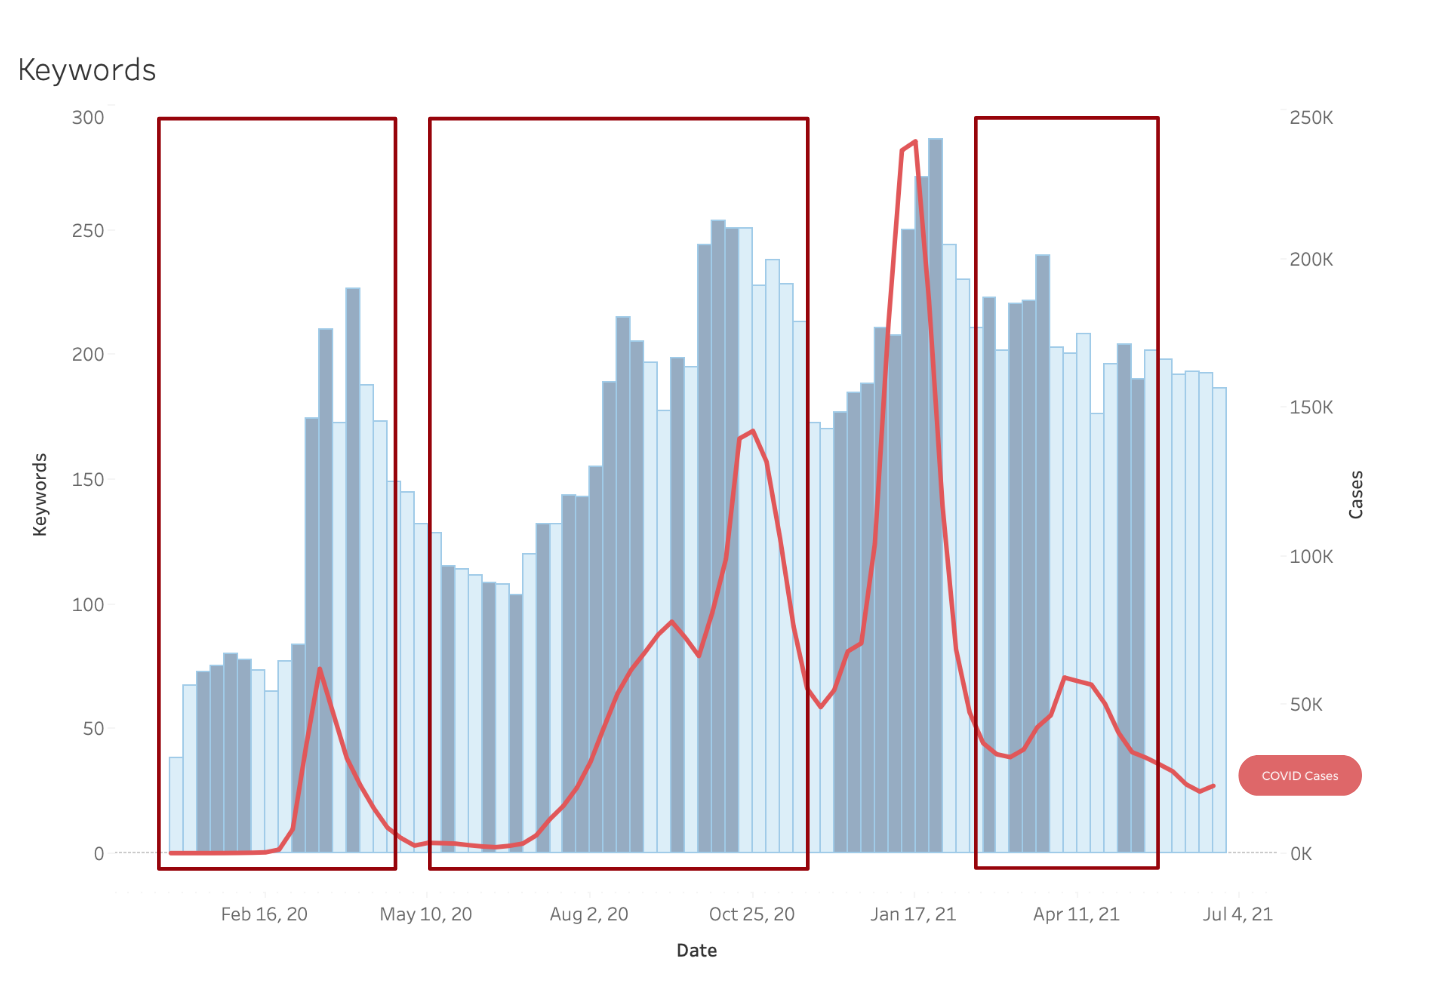 Keywords
300
250
200
150
100
50
0
Keywords
250K
200K
150K
100K
50K
0K
Cases
COVID Cases
Feb 16, 20
May 10, 20
Aug 2, 20
Oct 25, 20
Jan 17, 21
Apr 11, 21
Jul 4, 21
Date